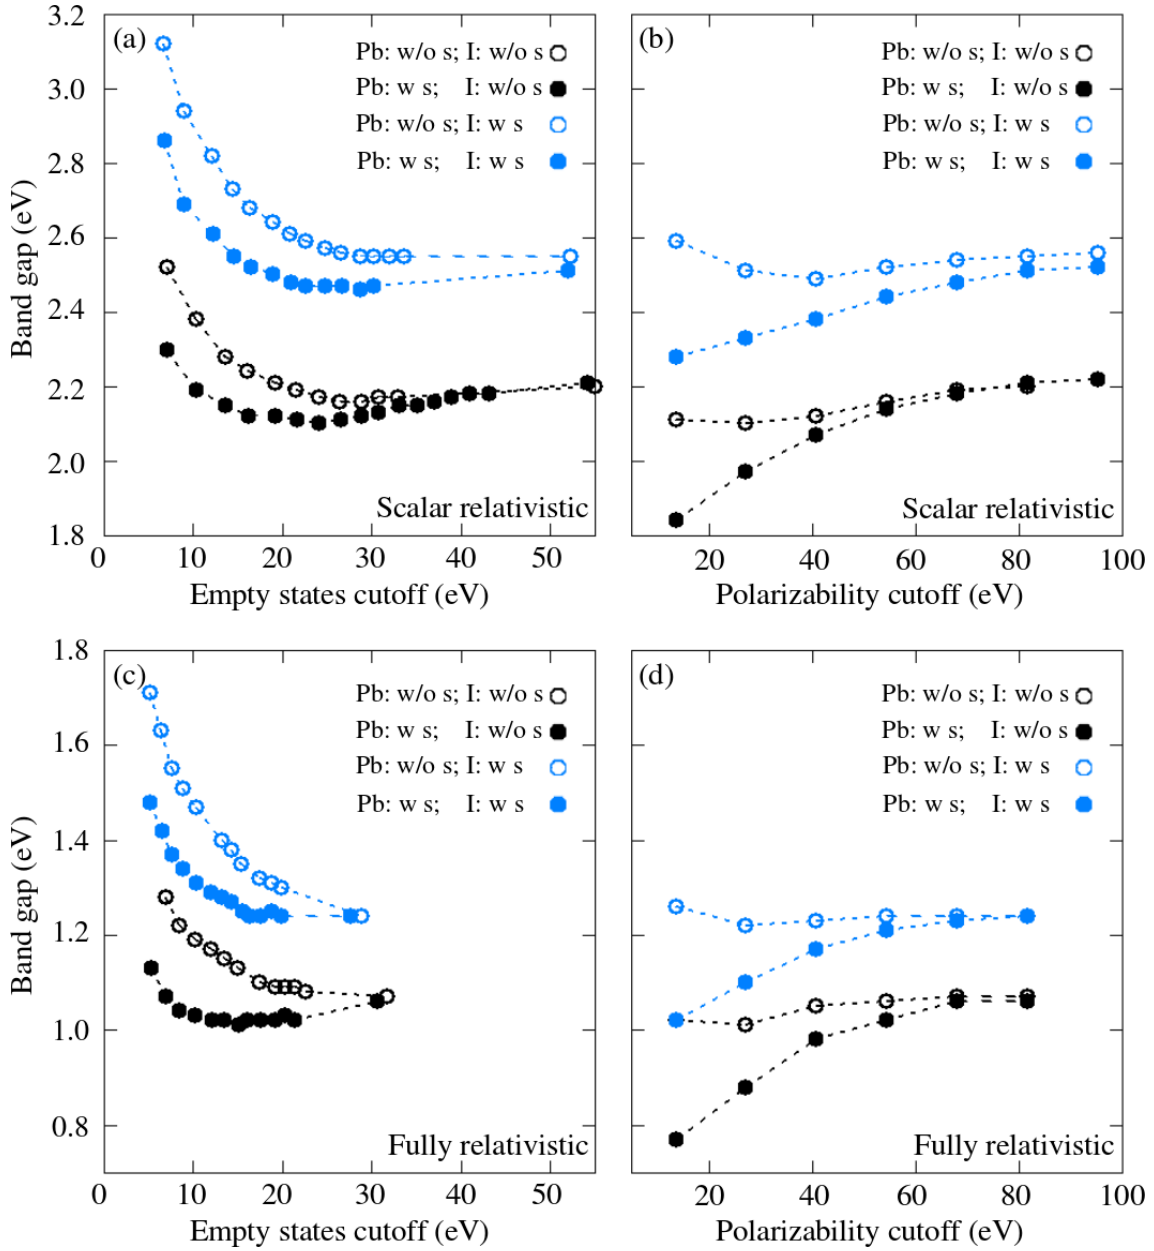 (a)
Pb: w/o s; I: w/o s
Pb: w s; I: w/o s
Pb: w/o s; I: w s
Pb: w s; I: w s
Scalar relativistic
3.2
3.0
2.8
2.6
2.4
2.2
2.0
1.8
Band gap (eV)
0 10 20 30 40 50
Empty states cutoff (eV)
(b)
Pb: w/o s; I: w/o s
Pb: w s; I: w/o s
Pb: w/o s; I: w s
Pb: w s; I: w s
Scalar relativistic
20 40 60 80 100
Polarizability cutoff (eV)
(c)
Pb: w/o s; I: w/o s
Pb: w s; I: w/o s
Pb: w/o s; I: w s
Pb: w s; I: w s
Fully relativistic
1.8
1.6
1.4
1.2
1.0
0.8
Band gap (eV)
0 10 20 30 40 50
Empty states cutoff (eV)
(d)
Pb: w/o s; I: w/o s
Pb: w s; I: w/o s
Pb: w/o s; I: w s
Pb: w s; I: w s
Fully relativistic
20 40 60 80 100
Polarizability cutoff (eV)